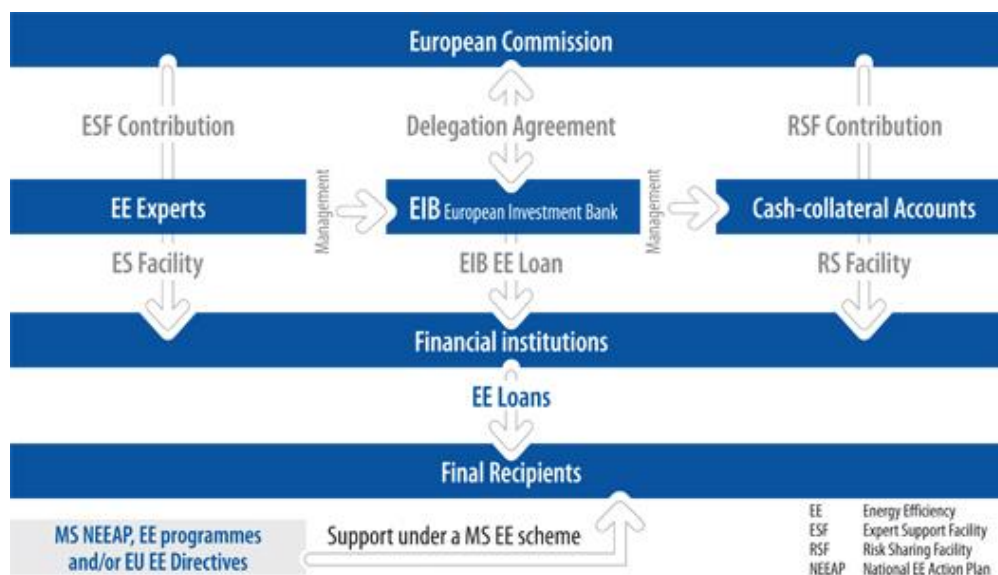 European Commission
ESF Contribution
Delegation Agreement
RSF Contribution
EE Experts
Management
EIB European Investment Bank
Management
Cash-collateral Accounts
ES Facility
EIB EE Loan
RS Facility
Financial institutions
EE Loans
Final Recipients
MS NEEAP, EE programmes
and/or EU EE Directives
Support under a MS EE scheme
EE Energy Efficiency
ESF Expert Support Facility
RSF Risk Sharing Facility
NEEAP National EE Action Plan